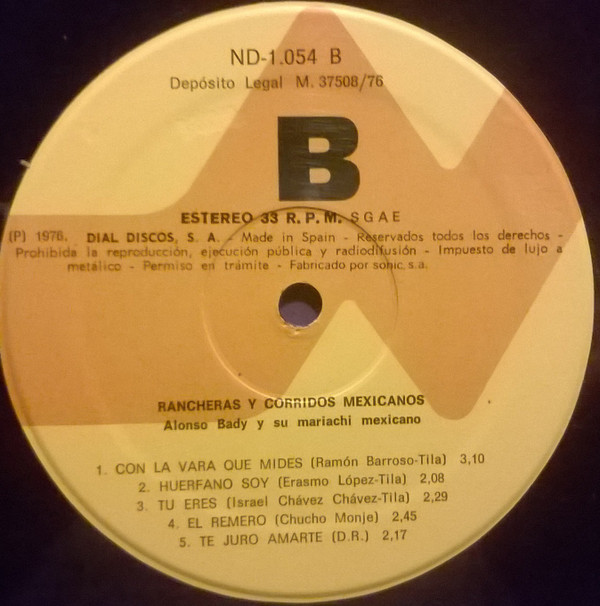 ND-1.054 B
Depósito Legal M. 37508/76
B
ESTEREO 33 R. P. M. S G A E
(P) 1976. DIAL DISCOS, S. A. - Made in Spain - Reservados todos los derechos -
Prohibida la reproducción, ejecución pública y radiodifusión - Impuesto de lujo a
metálico - Permiso en trámite - Fabricado por sonic, s.a.
RANCHERAS Y CORRIDOS MEXICANOS
Alonso Bady y su mariachi mexicano
1. CON LA VARA QUE MIDES (Ramón Barroso-Tila) 3,10
2. HUERFANO SOY (Erasmo López-Tila) 2,08
3. TU ERES (Israel Chávez Chávez-Tila) 2,29
4. EL REMERO (Chucho Monje) 2,45
5. TE JURO AMARTE (D.R.) 2,17